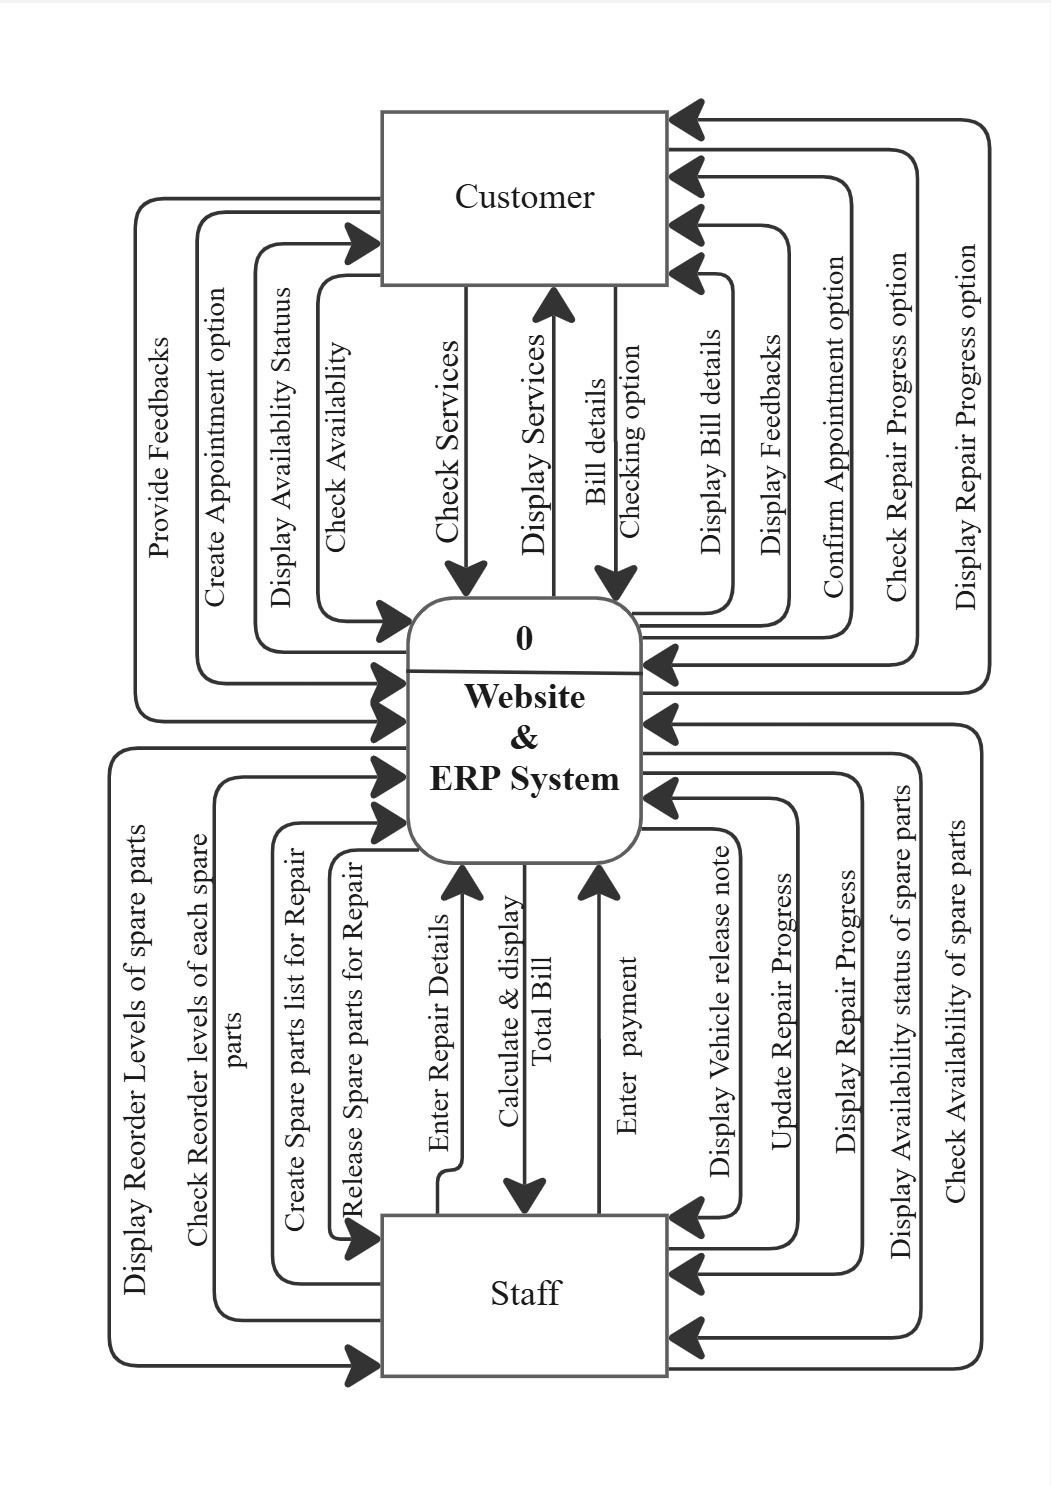 Customer
Provide Feedbacks
Create Appointment option
Display Availablity Statuus
Check Availablity
Check Services
Display Services
Bill details
Checking option
Display Bill details
Display Feedbacks
Confirm Appointment option
Check Repair Progress option
Display Repair Progress option
0
Website
&
ERP System
Display Reorder Levels of spare parts
Check Reorder levels of each spare
parts
Create Spare parts list for Repair
Release Spare parts for Repair
Enter Repair Details
Calculate & display
Total Bill
Enter payment
Display Vehicle release note
Update Repair Progress
Display Repair Progress
Display Availability status of spare parts
Check Availability of spare parts
Staff